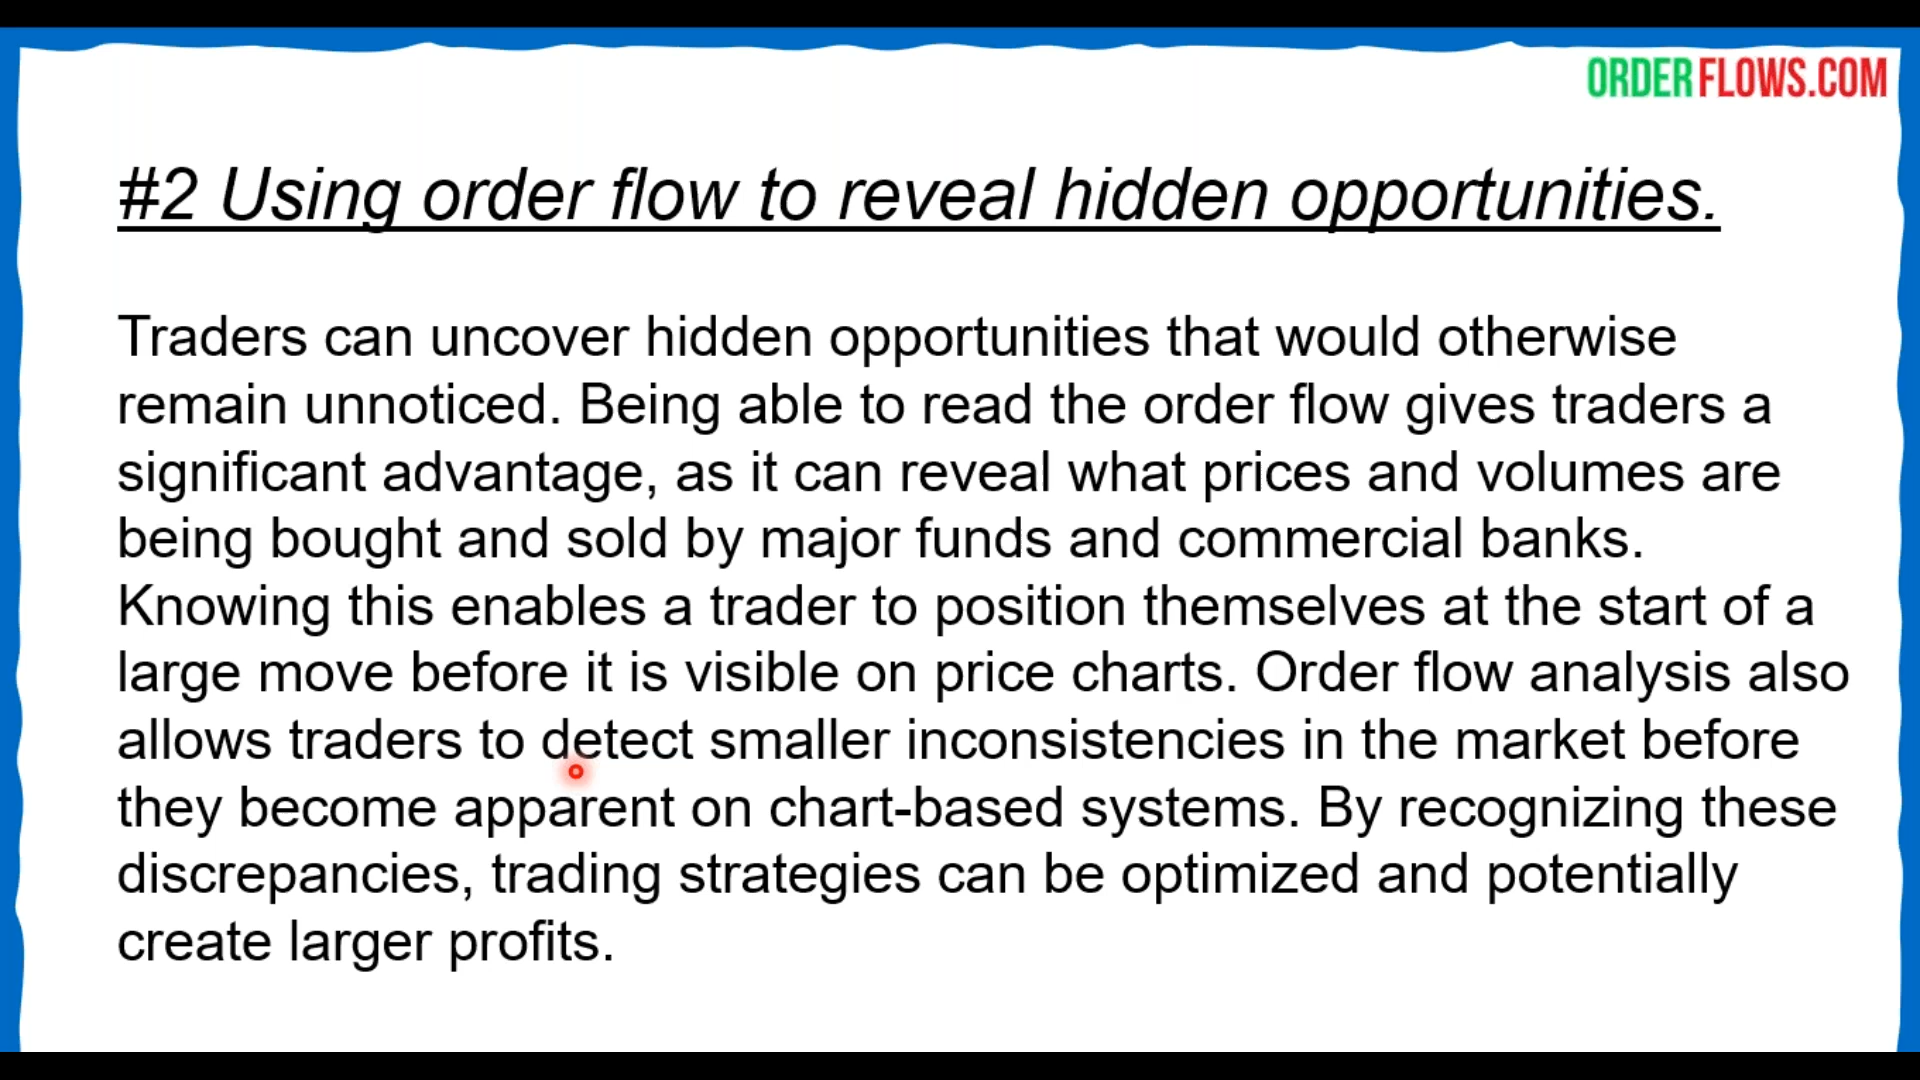 ORDERFLOWS.COM
#2 Using order flow to reveal hidden opportunities.
Traders can uncover hidden opportunities that would otherwise
remain unnoticed. Being able to read the order flow gives traders a
significant advantage, as it can reveal what prices and volumes are
being bought and sold by major funds and commercial banks.
Knowing this enables a trader to position themselves at the start of a
large move before it is visible on price charts. Order flow analysis also
allows traders to detect smaller inconsistencies in the market before
they become apparent on chart-based systems. By recognizing these
discrepancies, trading strategies can be optimized and potentially
create larger profits.